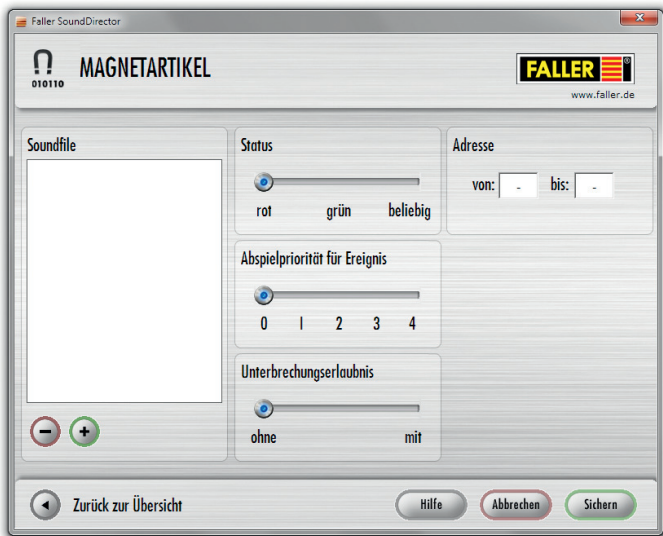 Faller SoundDirector
010110
MAGNETARTIKEL
FALLER®
www.faller.de
Soundfile
Status
rot grün beliebig
Adresse
von: - bis: -
Abspielpriorität für Ereignis
0 1 2 3 4
Unterbrechungserlaubnis
ohne mit
Zurück zur Übersicht
Hilfe
Abbrechen
Sichern